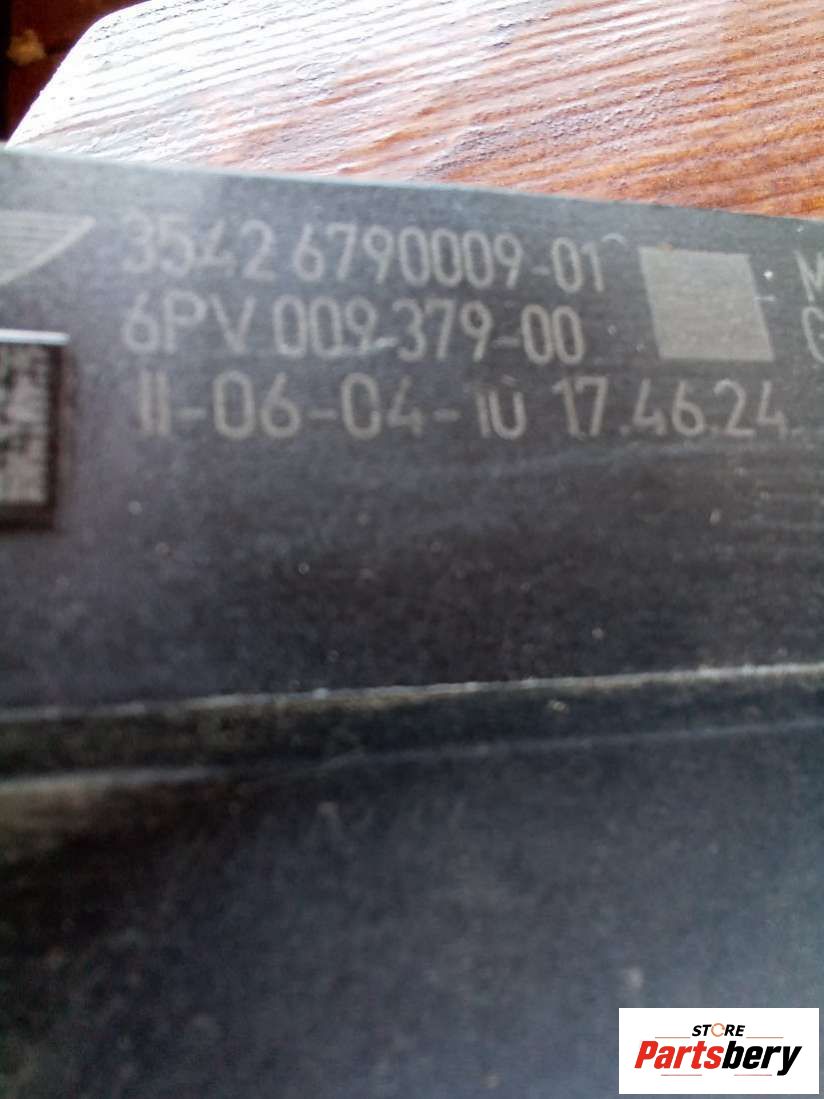 3542 6790009-01
6PV 009 379-00
11-06-04-10 17.46.24
STORE
Partsbery